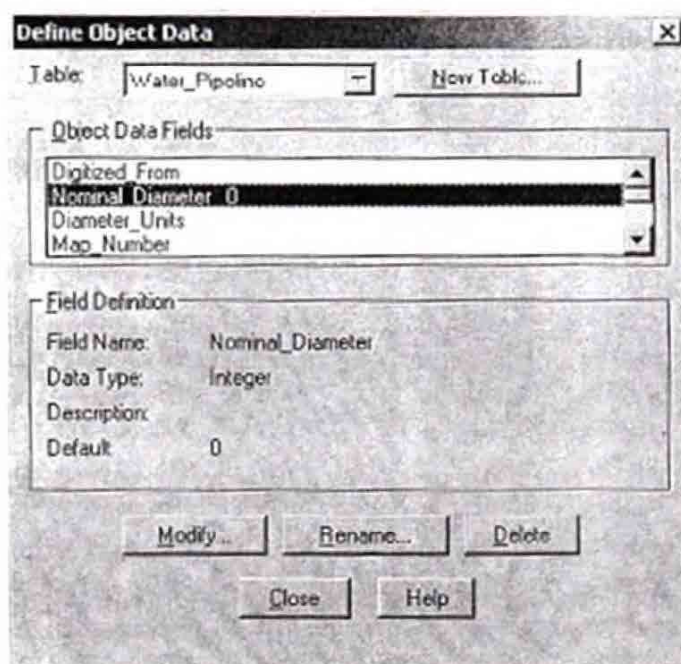 Define Object Data
Table: Water_Pipeline New Table...
Object Data Fields
Digitized_From
Nominal_Diameter 0
Diameter_Units
Map_Number
Field Definition
Field Name: Nominal_Diameter
Data Type: Integer
Description:
Default 0
Modify... Rename... Delete
Close Help